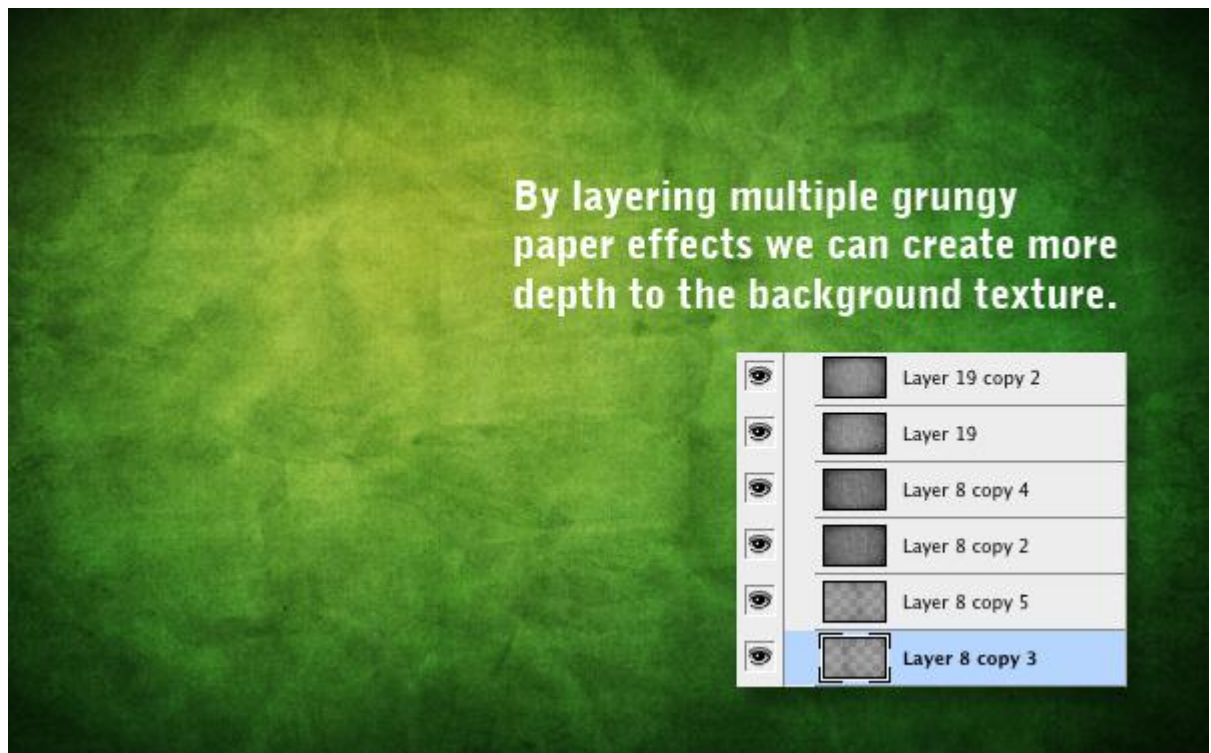 By layering multiple grungy
paper effects we can create more
depth to the background texture.
Layer 19 copy 2
Layer 19
Layer 8 copy 4
Layer 8 copy 2
Layer 8 copy 5
Layer 8 copy 3